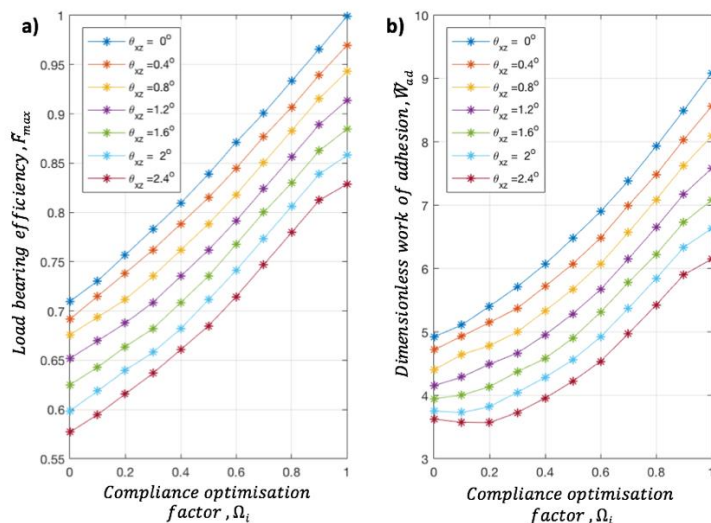 a)
θxz = 0°
θxz =0.4°
θxz =0.8°
θxz =1.2°
θxz =1.6°
θxz = 2°
θxz =2.4°
Load bearing efficiency, F̃max
1
0.95
0.9
0.85
0.8
0.75
0.7
0.65
0.6
0.55
0 0.2 0.4 0.6 0.8 1
Compliance optimisation
factor , Ωi
b)
θxz = 0°
θxz =0.4°
θxz =0.8°
θxz =1.2°
θxz =1.6°
θxz = 2°
θxz =2.4°
Dimensionless work of adhesion, W̃ad
10
9
8
7
6
5
4
3
0 0.2 0.4 0.6 0.8 1
Compliance optimisation
factor , Ωi